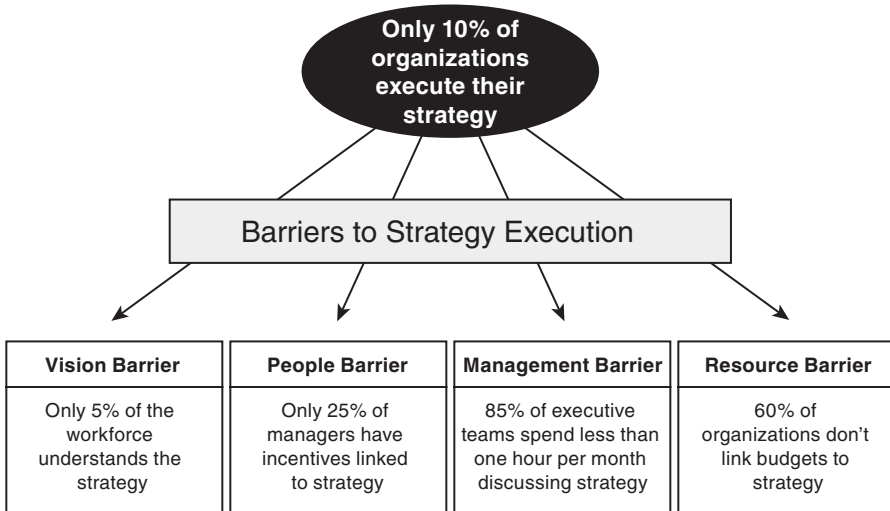 Only 10% of
organizations
execute their
strategy
Barriers to Strategy Execution
Vision Barrier
Only 5% of the
workforce
understands the
strategy
People Barrier
Only 25% of
managers have
incentives linked
to strategy
Management Barrier
85% of executive
teams spend less than
one hour per month
discussing strategy
Resource Barrier
60% of
organizations don’t
link budgets to
strategy